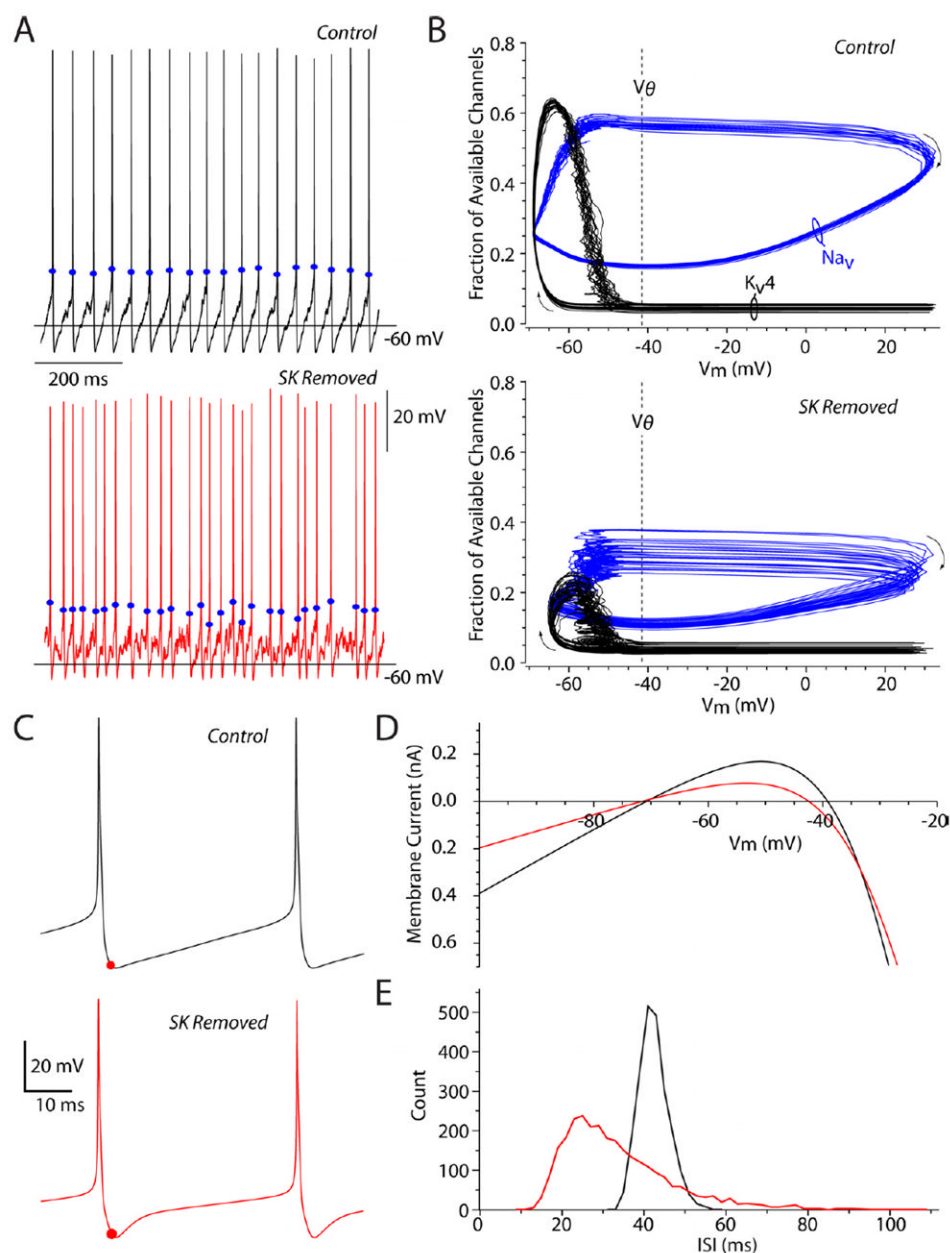 A
Control
-60 mV
200 ms
SK Removed
20 mV
-60 mV
B
Control
Vθ
0.8
0.6
0.4
0.2
0.0
Fraction of Available Channels
Nav
Kv4
-60 -40 -20 0 20
Vm (mV)
SK Removed
Vθ
0.8
0.6
0.4
0.2
0.0
Fraction of Available Channels
-60 -40 -20 0 20
Vm (mV)
C
Control
SK Removed
20 mV
10 ms
D
0.2
0.0
0.2
0.4
0.6
Membrane Current (nA)
-80 -60 -40 -20
Vm (mV)
E
500
400
300
200
100
0
Count
0 20 40 60 80 100
ISI (ms)